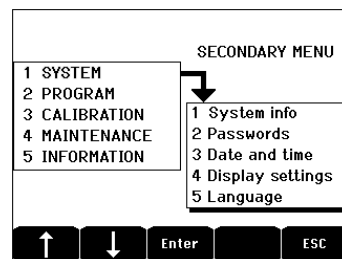 SECONDARY MENU
1 SYSTEM
2 PROGRAM
3 CALIBRATION
4 MAINTENANCE
5 INFORMATION
1 System info
2 Passwords
3 Date and time
4 Display settings
5 Language
↑ ↓ Enter ESC